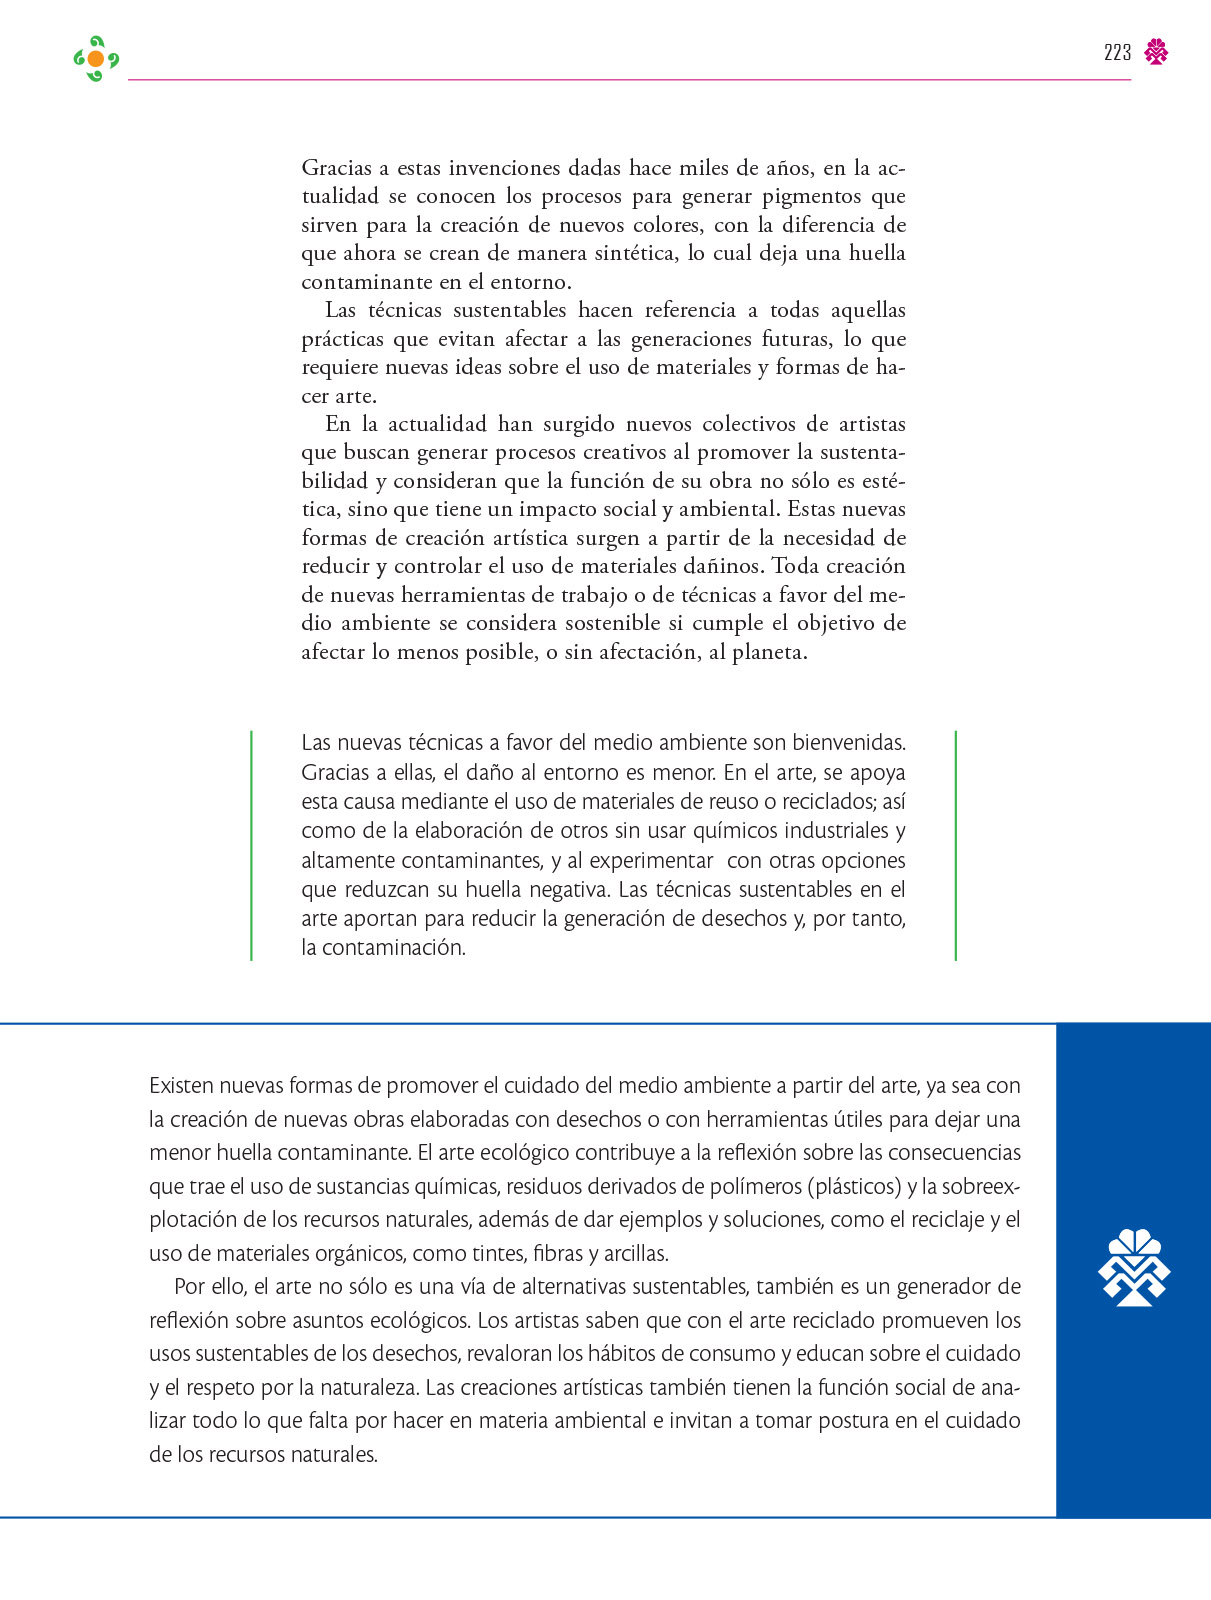 223
Gracias a estas invenciones dadas hace miles de años, en la ac-
tualidad se conocen los procesos para generar pigmentos que
sirven para la creación de nuevos colores, con la diferencia de
que ahora se crean de manera sintética, lo cual deja una huella
contaminante en el entorno.
Las técnicas sustentables hacen referencia a todas aquellas
prácticas que evitan afectar a las generaciones futuras, lo que
requiere nuevas ideas sobre el uso de materiales y formas de ha-
cer arte.
En la actualidad han surgido nuevos colectivos de artistas
que buscan generar procesos creativos al promover la sustenta-
bilidad y consideran que la función de su obra no sólo es esté-
tica, sino que tiene un impacto social y ambiental. Estas nuevas
formas de creación artística surgen a partir de la necesidad de
reducir y controlar el uso de materiales dañinos. Toda creación
de nuevas herramientas de trabajo o de técnicas a favor del me-
dio ambiente se considera sostenible si cumple el objetivo de
afectar lo menos posible, o sin afectación, al planeta.
Las nuevas técnicas a favor del medio ambiente son bienvenidas.
Gracias a ellas, el daño al entorno es menor. En el arte, se apoya
esta causa mediante el uso de materiales de reuso o reciclados; así
como de la elaboración de otros sin usar químicos industriales y
altamente contaminantes, y al experimentar  con otras opciones
que reduzcan su huella negativa. Las técnicas sustentables en el
arte aportan para reducir la generación de desechos y, por tanto,
la contaminación.
Existen nuevas formas de promover el cuidado del medio ambiente a partir del arte, ya sea con
la creación de nuevas obras elaboradas con desechos o con herramientas útiles para dejar una
menor huella contaminante. El arte ecológico contribuye a la reflexión sobre las consecuencias
que trae el uso de sustancias químicas, residuos derivados de polímeros (plásticos) y la sobreex-
plotación de los recursos naturales, además de dar ejemplos y soluciones, como el reciclaje y el
uso de materiales orgánicos, como tintes, fibras y arcillas.
Por ello, el arte no sólo es una vía de alternativas sustentables, también es un generador de
reflexión sobre asuntos ecológicos. Los artistas saben que con el arte reciclado promueven los
usos sustentables de los desechos, revaloran los hábitos de consumo y educan sobre el cuidado
y el respeto por la naturaleza. Las creaciones artísticas también tienen la función social de ana-
lizar todo lo que falta por hacer en materia ambiental e invitan a tomar postura en el cuidado
de los recursos naturales.